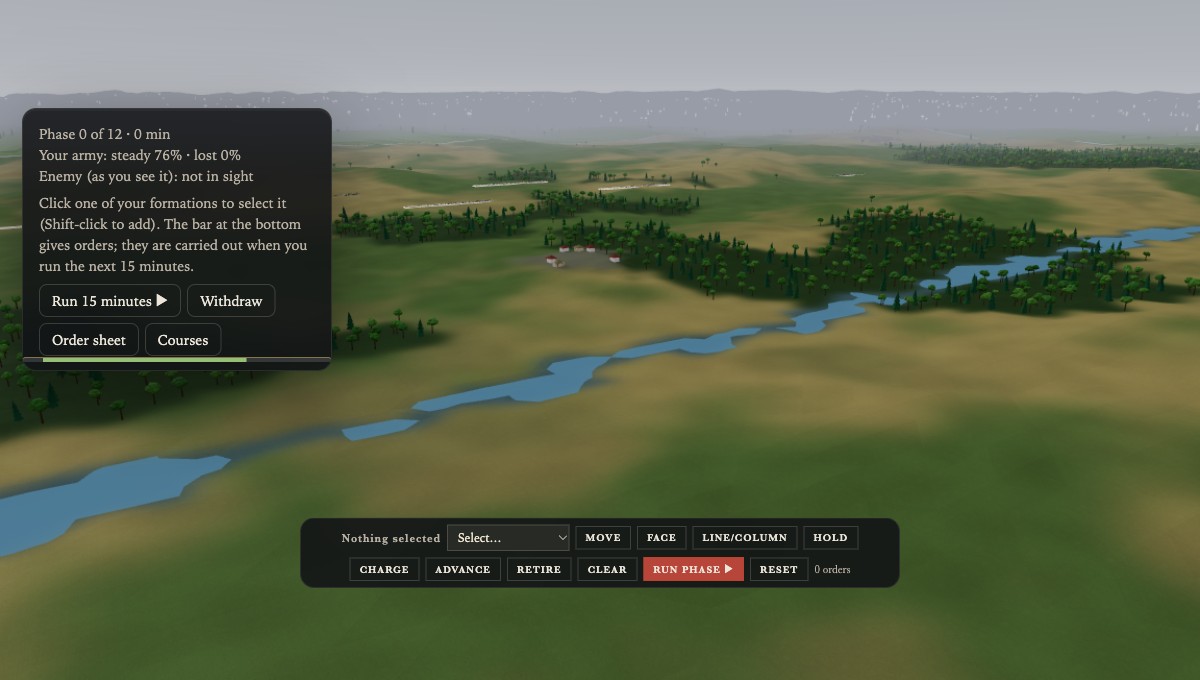 Phase 0 of 12 · 0 min
Your army: steady 76% · lost 0%
Enemy (as you see it): not in sight
Click one of your formations to select it
(Shift-click to add). The bar at the bottom
gives orders; they are carried out when you
run the next 15 minutes.
Run 15 minutes ▶ Withdraw
Order sheet Courses
Nothing selected Select... MOVE FACE LINE/COLUMN HOLD
CHARGE ADVANCE RETIRE CLEAR RUN PHASE ▶ RESET 0 orders